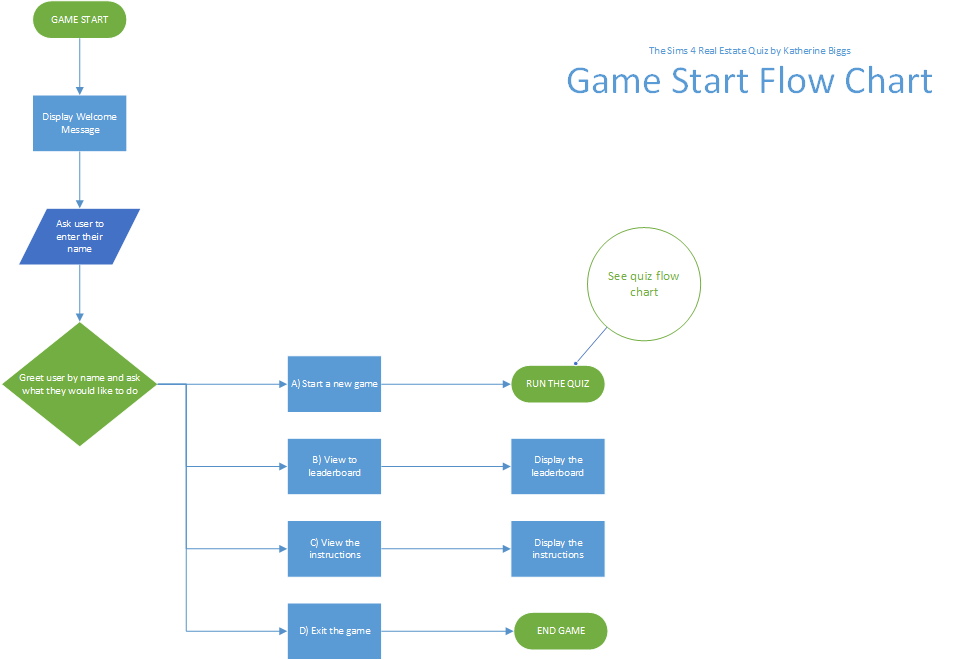 GAME START
The Sims 4 Real Estate Quiz by Katherine Biggs
Game Start Flow Chart
Display Welcome
Message
Ask user to
enter their
name
See quiz flow
chart
Greet user by name and ask
what they would like to do
A) Start a new game
RUN THE QUIZ
B) View to
leaderboard
Display the
leaderboard
C) View the
instructions
Display the
instructions
D) Exit the game
END GAME